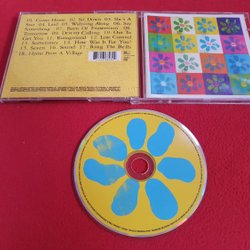 01. Come Home 02. Sit Down 03. She's A
Star 04. Laid 05. Waltzing Along 06. Say
Something 07. Born Of Frustration 08.
Tomorrow 09. Destiny Calling 10. Out To
Get You 11. Runaground 12. Lose Control
13. Sometimes 14. How Was It For You?
15. Seven 16. Sound 17. Ring The Bells
18. Hymn From A Village